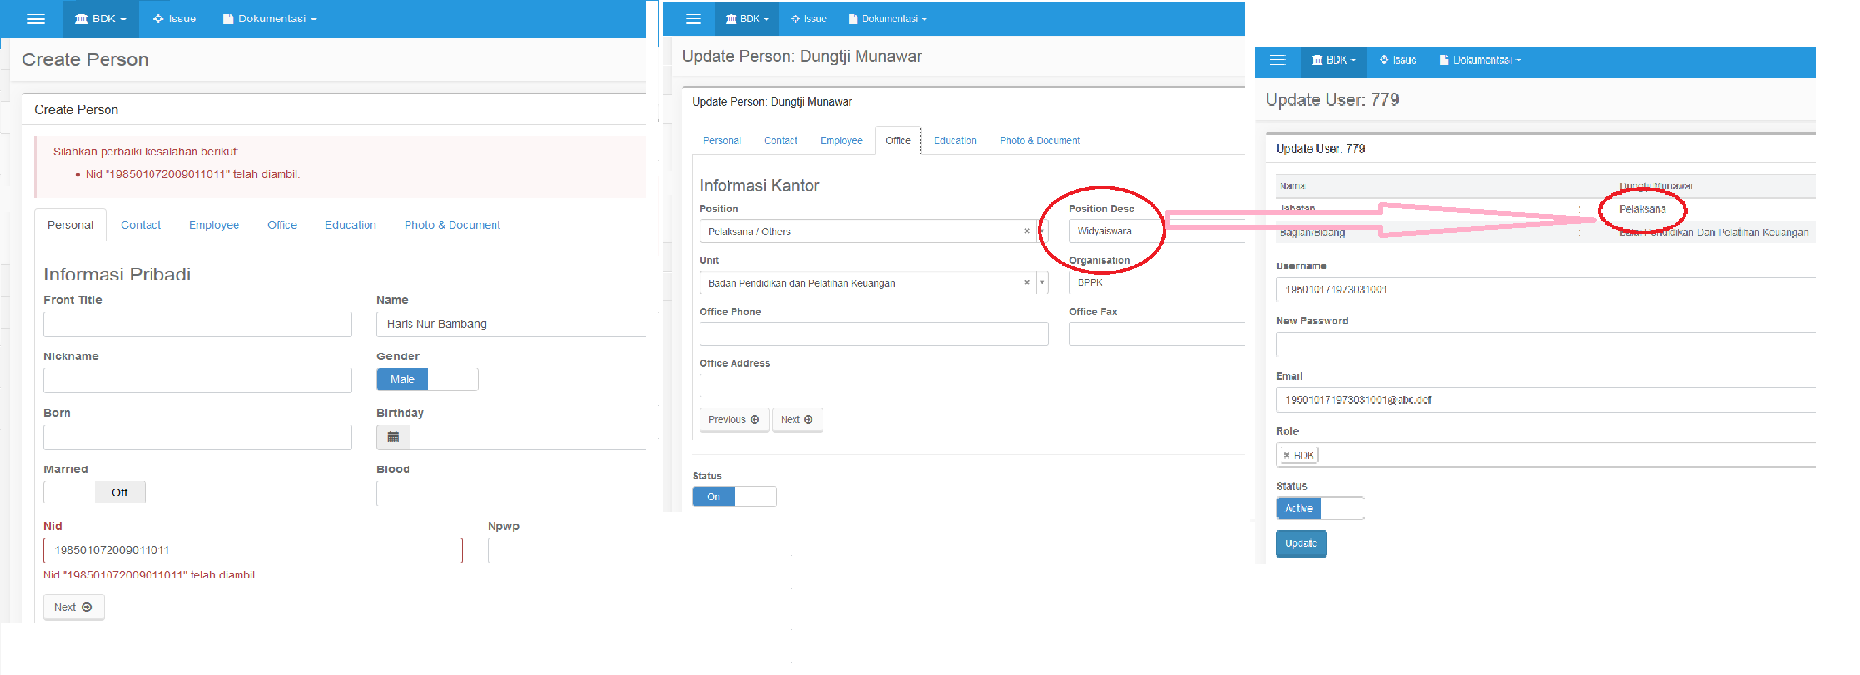 BDK
Issue
Dokumentasi
Create Person
Create Person
Silahkan perbaiki kesalahan berikut:
Nid "198501072009011011" telah diambil.
Personal Contact Employee Office Education Photo & Document
Informasi Pribadi
Front Title Name
Haris Nur Bambang
Nickname Gender
Male
Born Birthday
Married Blood
Off
Nid Npwp
198501072009011011
Nid "198501072009011011" telah diambil.
Next
BDK
Issue
Dokumentasi
Update Person: Dungtji Munawar
Update Person: Dungtji Munawar
Personal Contact Employee Office Education Photo & Document
Informasi Kantor
Position Position Desc
Pelaksana / Others × Widyaiswara
Unit Organisation
Badan Pendidikan dan Pelatihan Keuangan × BPPK
Office Phone Office Fax
Office Address
Previous Next
Status
On
BDK
Issue
Dokumentasi
Update User: 779
Update User: 779
Nama Dungtji Munawar
Jabatan : Pelaksana
Bagian/Bidang : Pendidikan Dan Pelatihan Keuangan
Username
195010171973031001
New Password
Email
@abc.def
Role
× BDK
Status
Active
Update